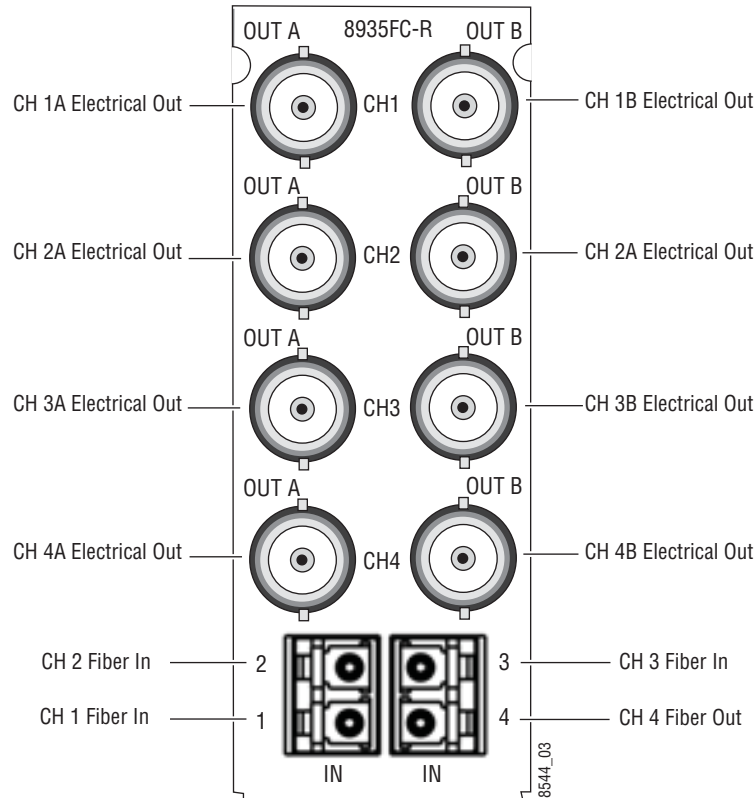 OUT A 8935FC-R OUT B
CH 1A Electrical Out CH1 CH 1B Electrical Out
OUT A OUT B
CH 2A Electrical Out CH2 CH 2A Electrical Out
OUT A OUT B
CH 3A Electrical Out CH3 CH 3B Electrical Out
OUT A OUT B
CH 4A Electrical Out CH4 CH 4B Electrical Out
CH 2 Fiber In 2 3 CH 3 Fiber In
CH 1 Fiber In 1 4 CH 4 Fiber Out
IN IN
8544_03